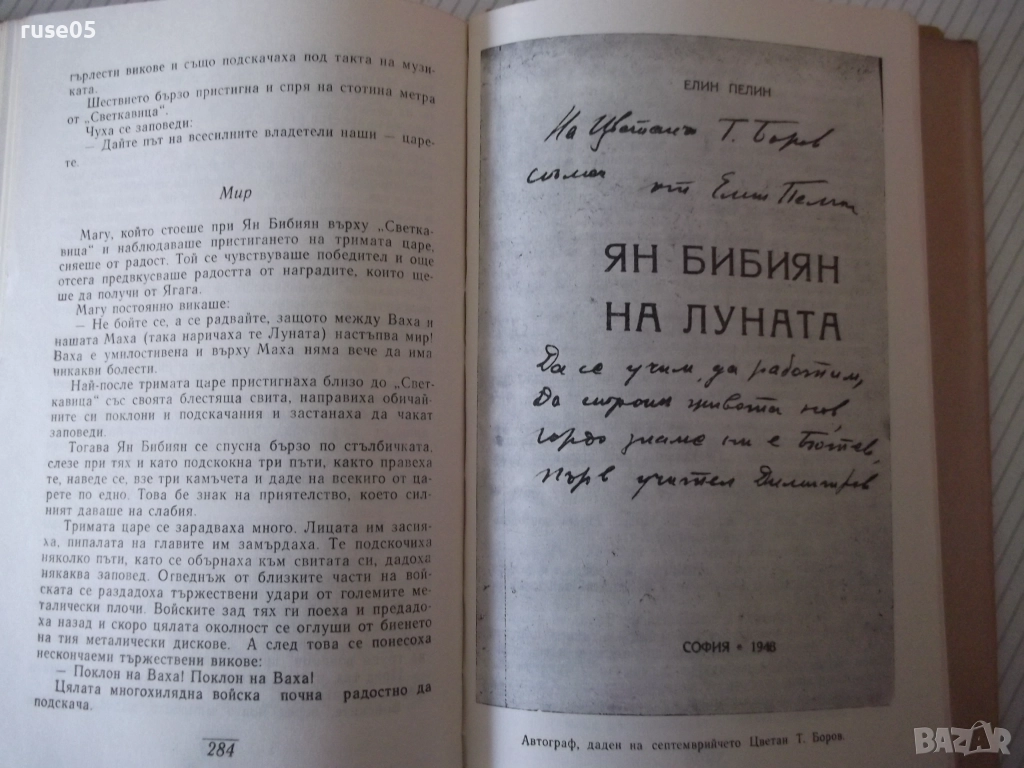 ruse05
гърлести викове и също подскачаха под такта на музи-
ката.
Шествието бързо пристигна и спря на стотина метра
от „Светкавица“.
Чуха се заповеди:
— Дайте път на всесилните владетели наши — царе-
те.
Мир
Магу, който стоеше при Ян Бибиян върху „Светка-
вица“ и наблюдаваше пристигането на тримата царе,
сияеше от радост. Той се чувствуваше победител и още
отсега предвкусваше радостта от наградите, които ще-
ше да получи от Ягага.
Магу постоянно викаше:
— Не бойте се, а се радвайте, защото между Ваха и
нашата Маха (така наричаха те Луната) настъпва мир!
Ваха е умилостивена и върху Маха няма вече да има
никакви болести.
Най-после тримата царе пристигнаха близо до „Свет-
кавица“ със своята блестяща свита, направиха обичай-
ните си поклони и подскачания и застанаха да чакат
заповеди.
Тогава Ян Бибиян се спусна бързо по стълбичката,
слезе при тях и като подскокна три пъти, както правеха
те, наведе се, взе три камъчета и даде на всекиго от ца-
рете по едно. Това бе знак на приятелство, което сил-
ният даваше на слабия.
Тримата царе се зарадваха много. Лицата им засия-
ха, пипалата на главите им замърдаха. Те подскочиха
няколко пъти, като се обърнаха към свитата си, дадоха
някаква заповед. Отведнъж от близките части на вой-
ската се раздадоха тържествени удари от големите ме-
талически плочи. Войските зад тях ги поеха и предадо-
ха назад и скоро цялата околност се оглуши от биенето
на тия металически дискове. А след това се понесоха
нескончаеми тържествени викове:
— Поклон на Ваха! Поклон на Ваха!
Цялата многохилядна войска почна радостно да
подскача.
284
ЕЛИН ПЕЛИН
На Цветанчо Т. Боров
спомен от Елин Пелин
ЯН БИБИЯН
НА ЛУНАТА
Да се учим, да работим,
Да строим живота нов
гордо знаме ни е Ботев,
пръв учител Димитров
СОФИЯ • 1948
Автограф, даден на септемврийчето Цветан Т. Боров.
BAZAR